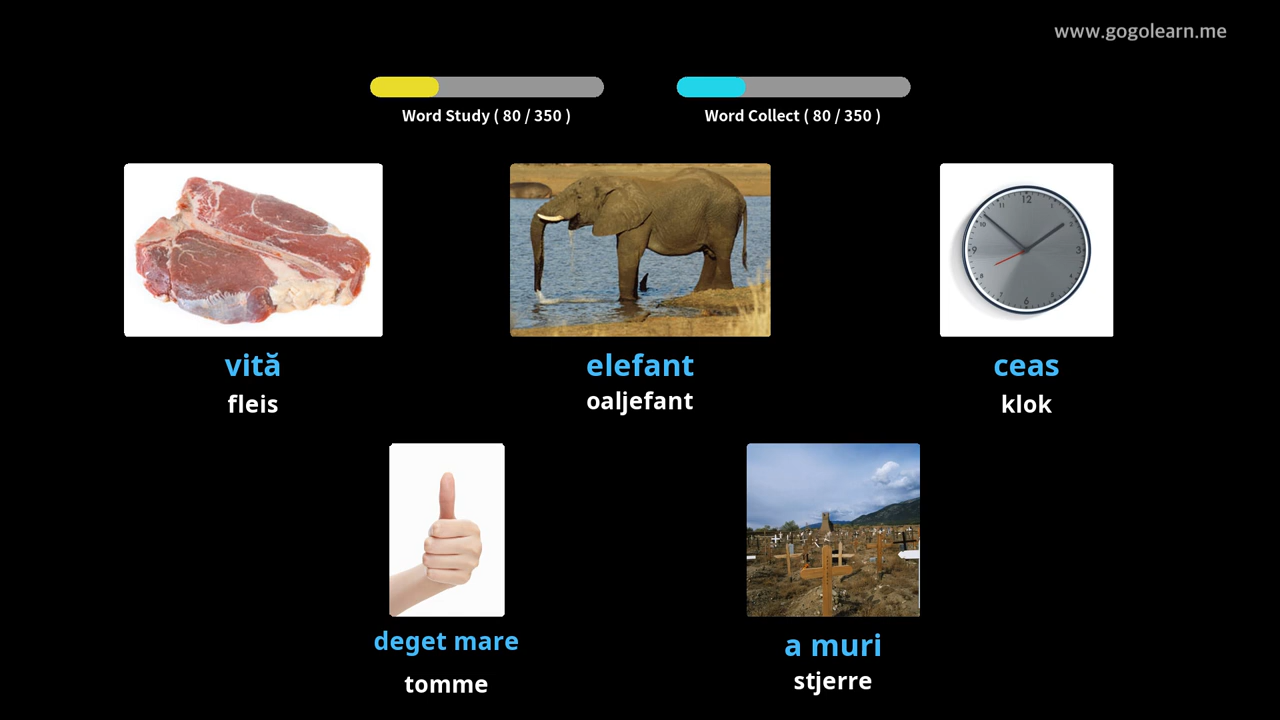 www.gogolearn.me
Word Study ( 80 / 350 )
Word Collect ( 80 / 350 )
vită
elefant
ceas
fleis
oaljefant
klok
deget mare
a muri
tomme
stjerre